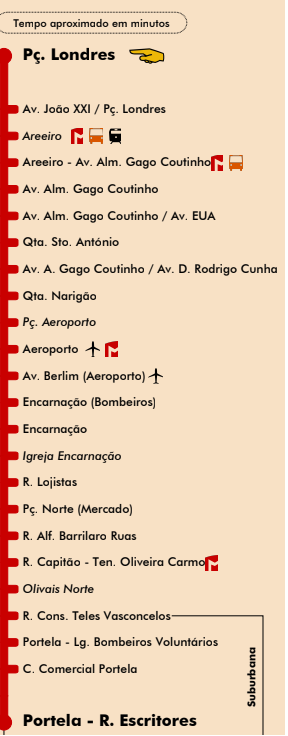 Tempo aproximado em minutos
Pç. Londres
Av. João XXI / Pç. Londres
Areeiro
Areeiro - Av. Alm. Gago Coutinho
Av. Alm. Gago Coutinho
Av. Alm. Gago Coutinho / Av. EUA
Qta. Sto. António
Av. A. Gago Coutinho / Av. D. Rodrigo Cunha
Qta. Narigão
Pç. Aeroporto
Aeroporto
Av. Berlim (Aeroporto)
Encarnação (Bombeiros)
Encarnação
Igreja Encarnação
R. Lojistas
Pç. Norte (Mercado)
R. Alf. Barrilaro Ruas
R. Capitão - Ten. Oliveira Carmo
Olivais Norte
R. Cons. Teles Vasconcelos
Portela - Lg. Bombeiros Voluntários
C. Comercial Portela
Suburbana
Portela - R. Escritores